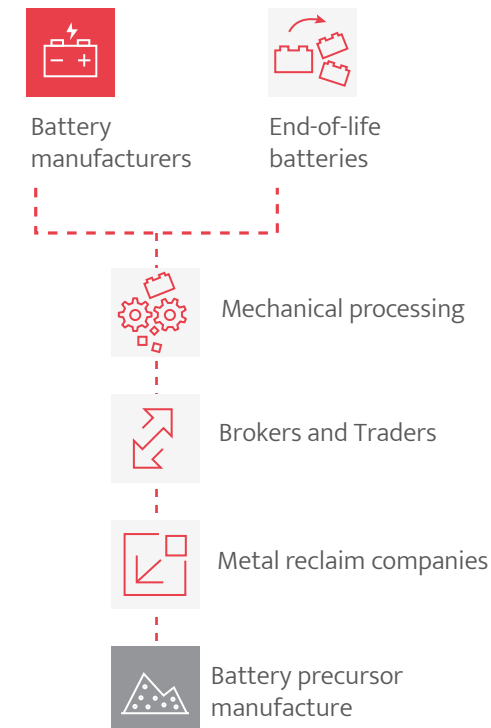 Battery
manufacturers
End-of-life
batteries
Mechanical processing
Brokers and Traders
Metal reclaim companies
Battery precursor
manufacture